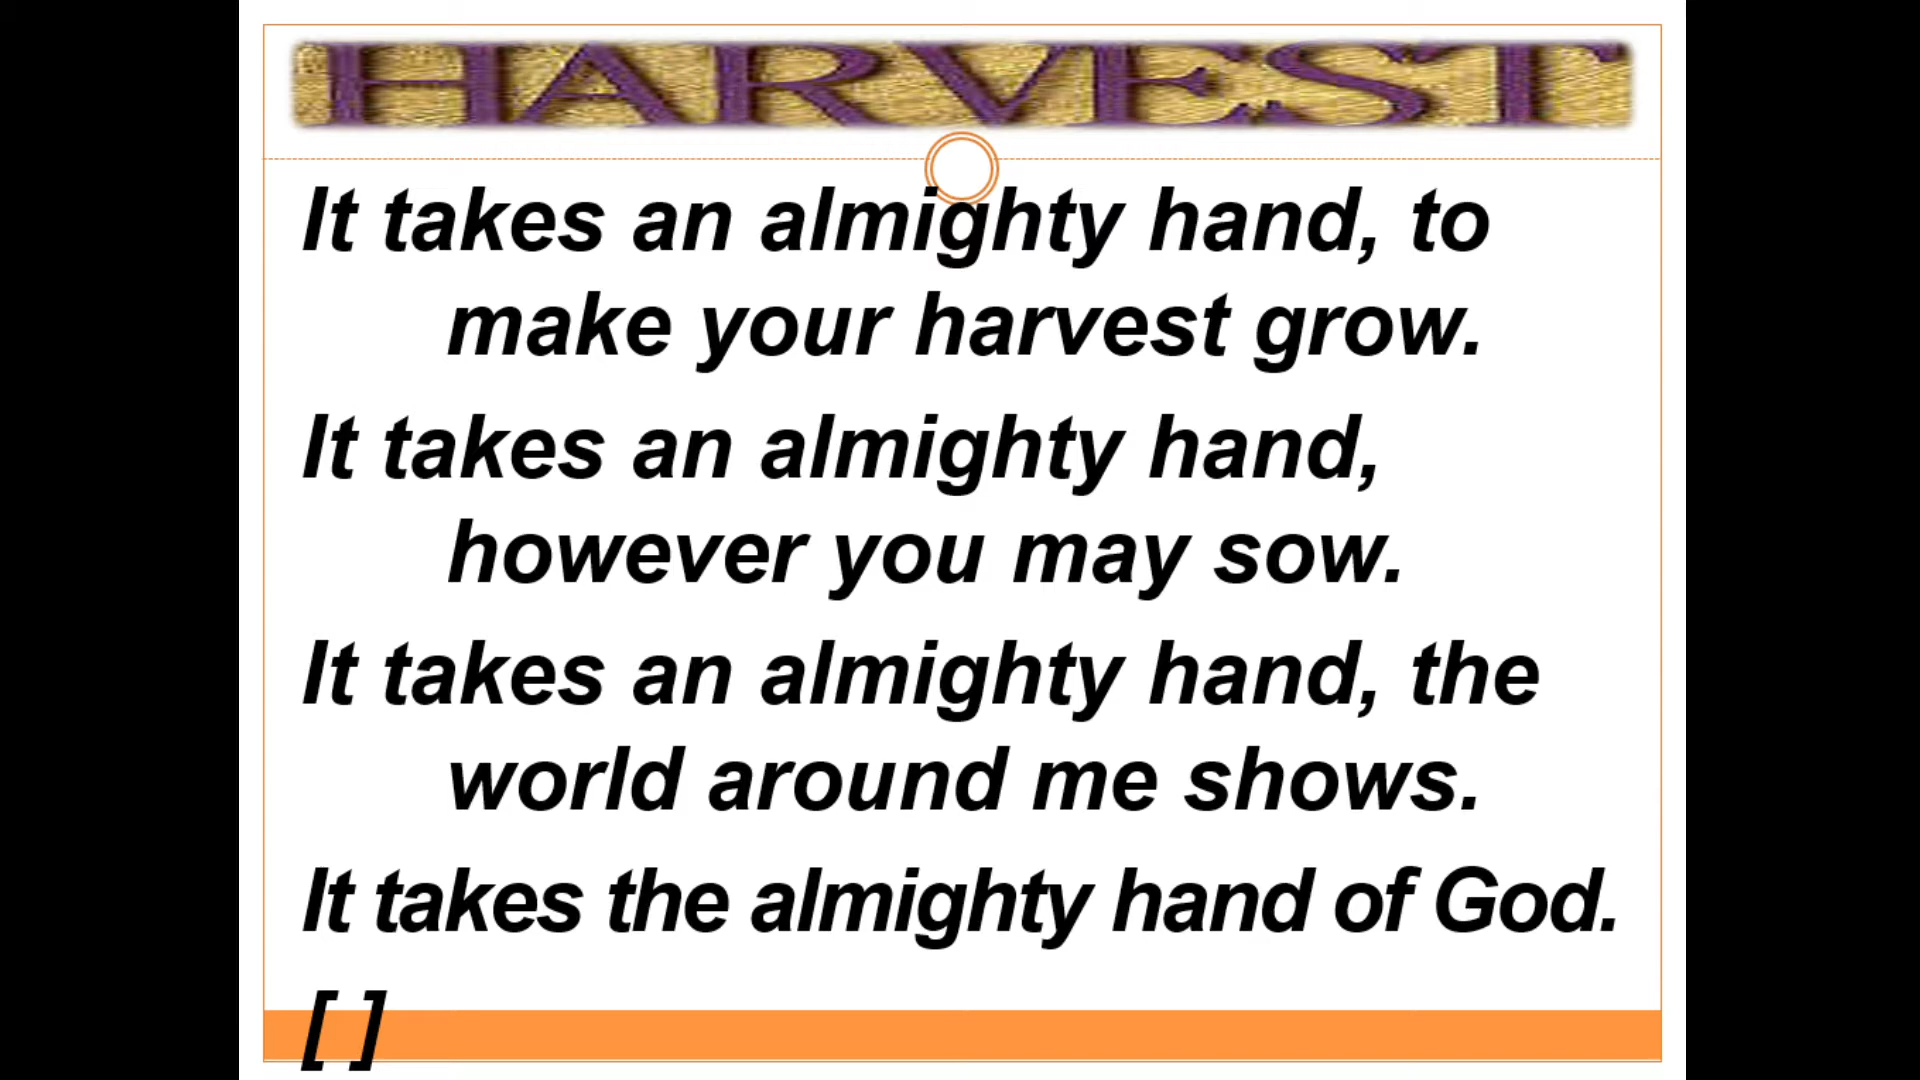 HARVEST
It takes an almighty hand, to
make your harvest grow.
It takes an almighty hand,
however you may sow.
It takes an almighty hand, the
world around me shows.
It takes the almighty hand of God.
[ ]